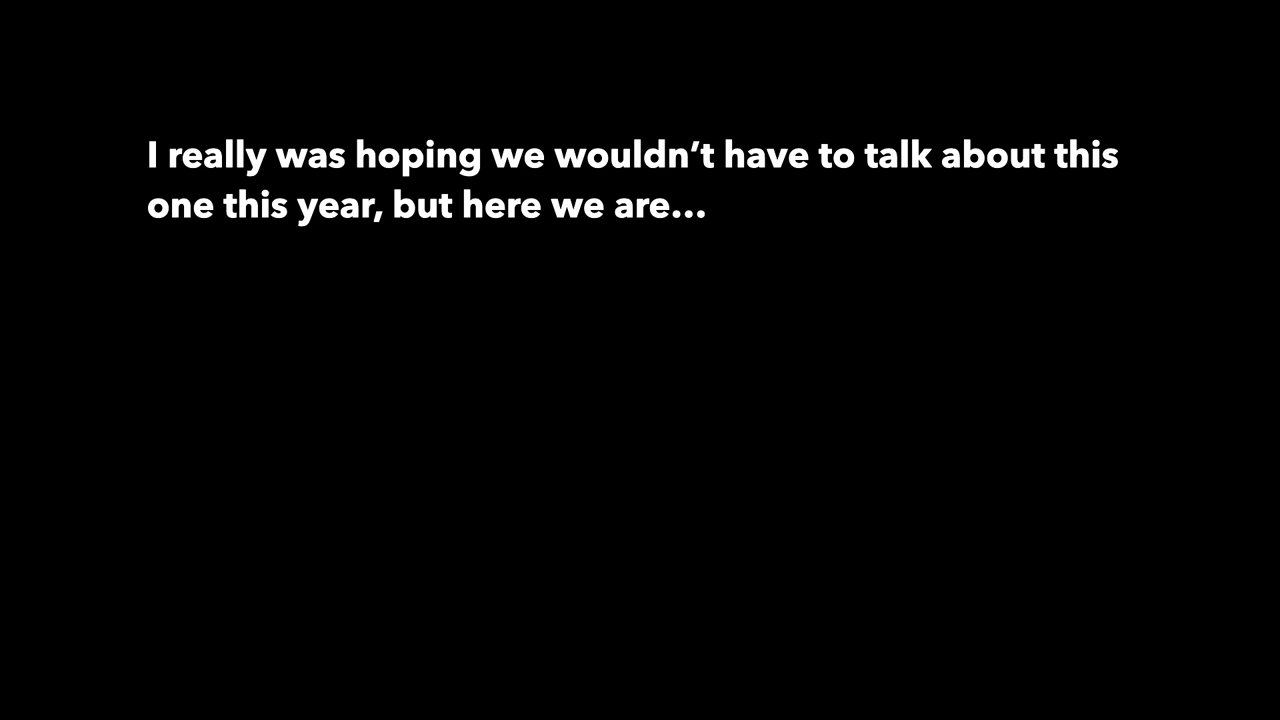 I really was hoping we wouldn’t have to talk about this
one this year, but here we are…